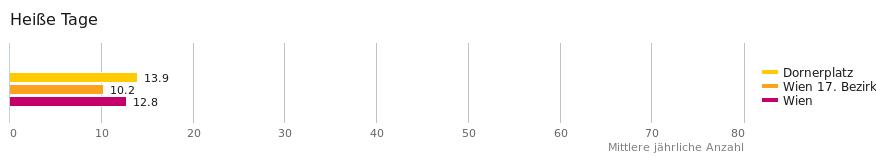 Heiße Tage
13.9
10.2
12.8
Dornerplatz
Wien 17. Bezirk
Wien
0 10 20 30 40 50 60 70 80
Mittlere jährliche Anzahl